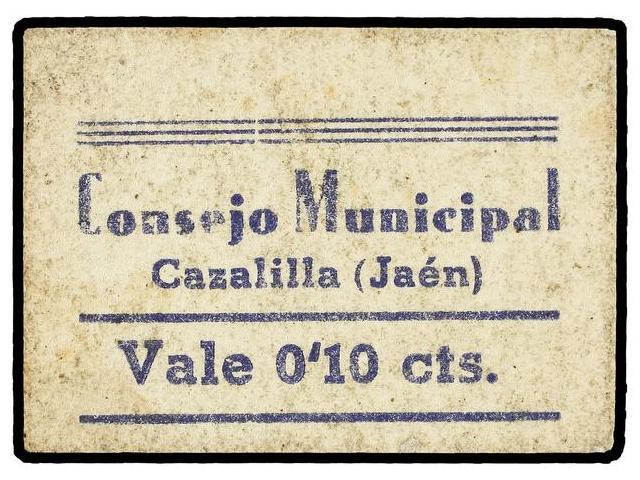 Consejo Municipal
Cazalilla (Jaén)
Vale 0'10 cts.